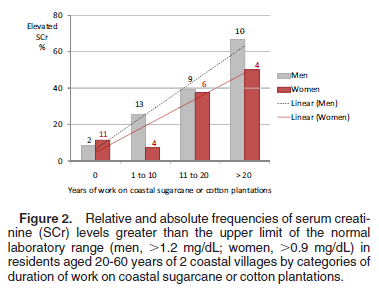 80
Elevated
SCr
%
60
40
20
0
2
11
13
4
9
6
10
4
0
1 to 10
11 to 20
> 20
Years of work on coastal sugarcane or cotton plantations
Men
Women
Linear (Men)
Linear (Women)
Figure 2. Relative and absolute frequencies of serum creati-
nine (SCr) levels greater than the upper limit of the normal
laboratory range (men, >1.2 mg/dL; women, >0.9 mg/dL) in
residents aged 20-60 years of 2 coastal villages by categories of
duration of work on coastal sugarcane or cotton plantations.